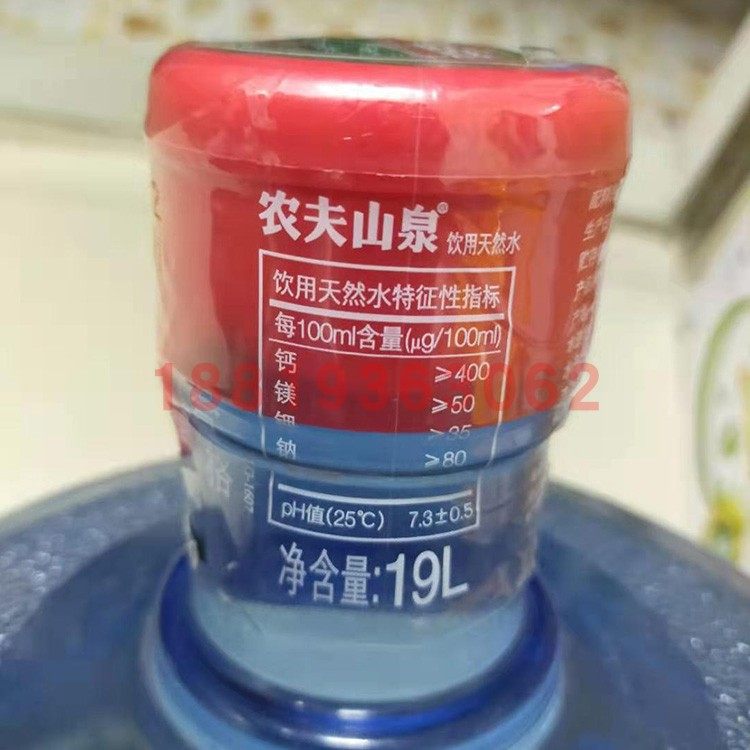 农夫山泉® 饮用天然水
饮用天然水特征性指标
每100ml含量(μg/100ml)
钙 ≥400
镁 ≥50
钾 ≥35
钠 ≥80
pH值(25℃) 7.3±0.5
净含量:19L